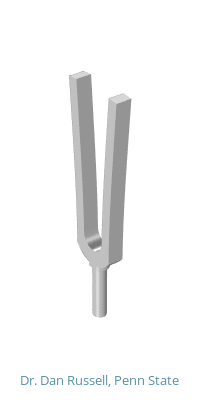 Dr. Dan Russell, Penn State